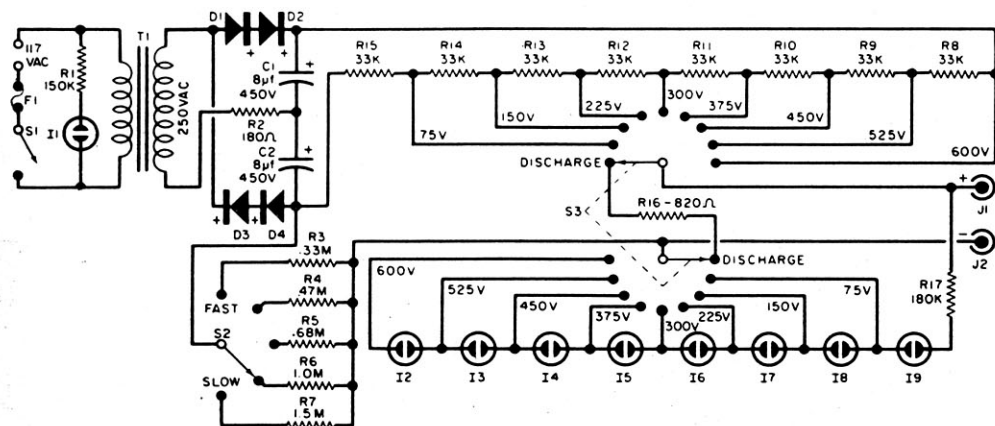 117
VAC
F1
S1
R1
150K
I1
T1
250VAC
D1
D2
C1
8µf
450V
R2
180Ω
C2
8µf
450V
D3
D4
R15
33K
R14
33K
R13
33K
R12
33K
R11
33K
R10
33K
R9
33K
R8
33K
75V
150V
225V
300V
375V
450V
525V
600V
DISCHARGE
S3
R16-820Ω
DISCHARGE
+
J1
-
J2
R17
180K
R3
.33M
R4
.47M
R5
.68M
R6
1.0M
R7
1.5M
FAST
S2
SLOW
600V
525V
450V
375V
300V
225V
150V
75V
I2
I3
I4
I5
I6
I7
I8
I9